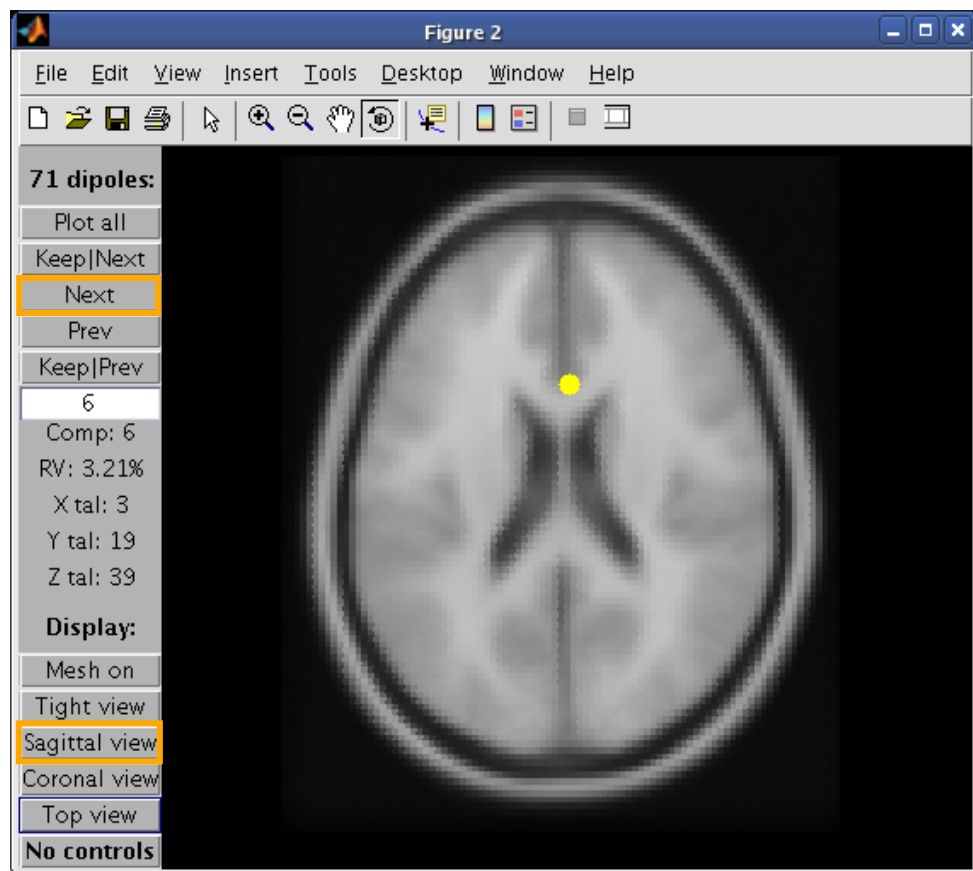 Figure 2
File Edit View Insert Tools Desktop Window Help
71 dipoles:
Plot all
Keep|Next
Next
Prev
Keep|Prev
6
Comp: 6
RV: 3.21%
X tal: 3
Y tal: 19
Z tal: 39
Display:
Mesh on
Tight view
Sagittal view
Coronal view
Top view
No controls